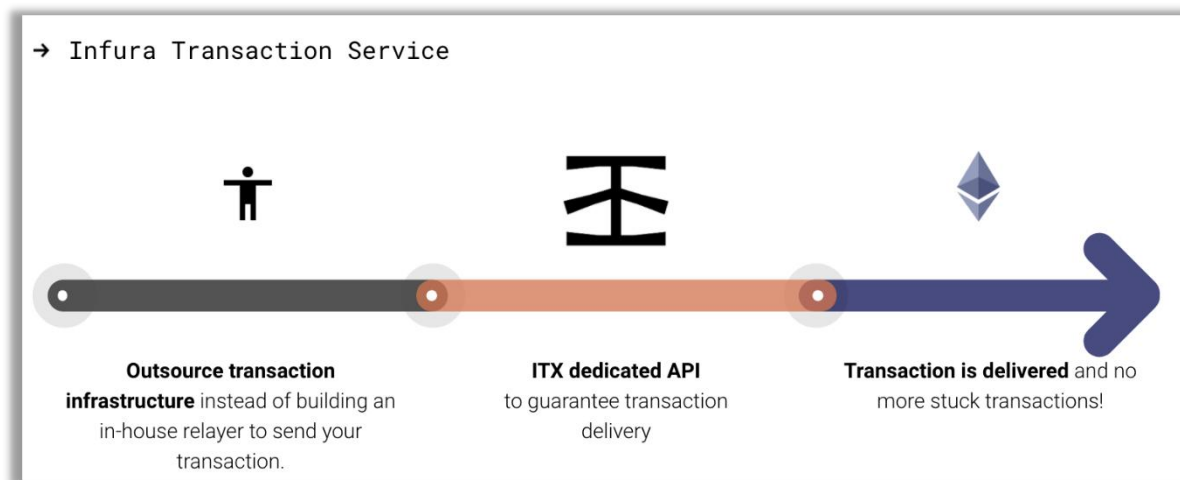 → Infura Transaction Service
Outsource transaction
infrastructure instead of building an
in-house relayer to send your
transaction.
ITX dedicated API
to guarantee transaction
delivery
Transaction is delivered and no
more stuck transactions!